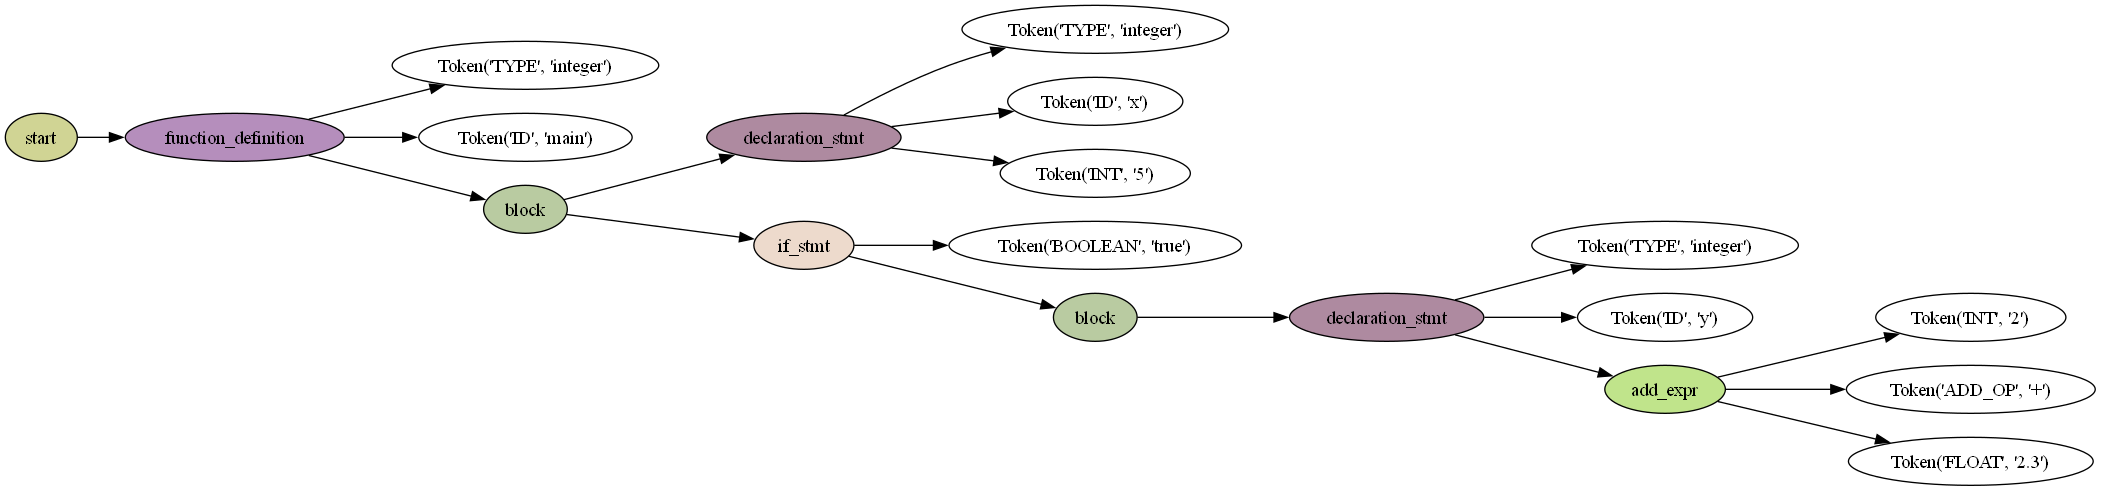 Token('TYPE', 'integer')
Token('TYPE', 'integer')
Token('ID', 'x')
start
function_definition
Token('ID', 'main')
declaration_stmt
Token('INT', '5')
block
if_stmt
Token('BOOLEAN', 'true')
Token('TYPE', 'integer')
block
declaration_stmt
Token('ID', 'y')
Token('INT', '2')
add_expr
Token('ADD_OP', '+')
Token('FLOAT', '2.3')